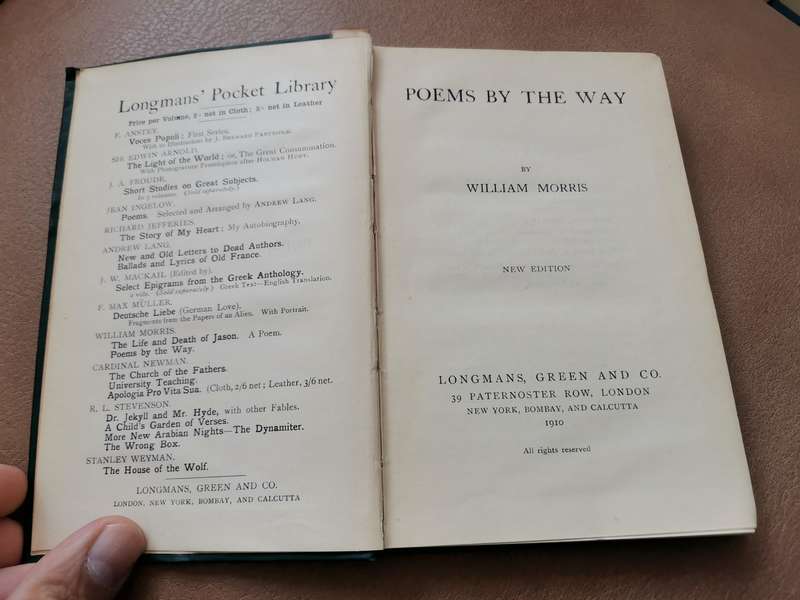 Longmans' Pocket Library
Price per Volume, 2/- net in Cloth; 3/- net in Leather
F. ANSTEY.
Voces Populi: First Series.
With 20 Illustrations by J. BERNARD PARTRIDGE.
SIR EDWIN ARNOLD.
The Light of the World: or, The Great Consummation.
With Photogravure Frontispiece after HOLMAN HUNT.
J. A. FROUDE.
Short Studies on Great Subjects.
In 5 volumes. (Sold separately.)
JEAN INGELOW.
Poems. Selected and Arranged by ANDREW LANG.
RICHARD JEFFERIES.
The Story of My Heart: My Autobiography.
ANDREW LANG.
New and Old Letters to Dead Authors.
Ballads and Lyrics of Old France.
J. W. MACKAIL (Edited by).
Select Epigrams from the Greek Anthology.
2 vols. (Sold separately.) Greek Text—English Translation.
F. MAX MÜLLER.
Deutsche Liebe (German Love).
Fragments from the Papers of an Alien. With Portrait.
WILLIAM MORRIS.
The Life and Death of Jason. A Poem.
Poems by the Way.
CARDINAL NEWMAN.
The Church of the Fathers.
University Teaching.
Apologia Pro Vita Sua. (Cloth, 2/6 net; Leather, 3/6 net.
R. L. STEVENSON.
Dr. Jekyll and Mr. Hyde, with other Fables.
A Child's Garden of Verses.
More New Arabian Nights—The Dynamiter.
The Wrong Box.
STANLEY WEYMAN.
The House of the Wolf.
LONGMANS, GREEN AND CO.
LONDON, NEW YORK, BOMBAY, AND CALCUTTA
POEMS BY THE WAY
BY
WILLIAM MORRIS
NEW EDITION
LONGMANS, GREEN AND CO.
39 PATERNOSTER ROW, LONDON
NEW YORK, BOMBAY, AND CALCUTTA
1910
All rights reserved